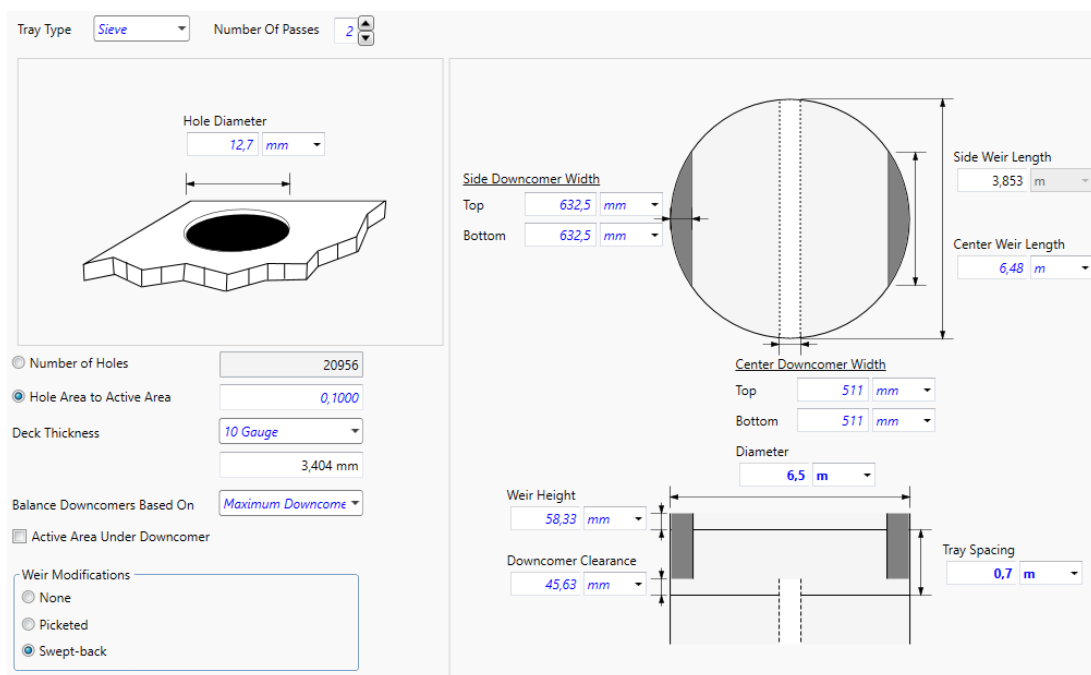 Tray Type Sieve Number Of Passes 2
Hole Diameter
12,7 mm
Number of Holes 20956
Hole Area to Active Area 0,1000
Deck Thickness 10 Gauge
3,404 mm
Balance Downcomers Based On Maximum Downcome
Active Area Under Downcomer
Weir Modifications
None
Picketed
Swept-back
Side Downcomer Width
Top 632,5 mm
Bottom 632,5 mm
Side Weir Length
3,853 m
Center Weir Length
6,48 m
Center Downcomer Width
Top 511 mm
Bottom 511 mm
Diameter
6,5 m
Weir Height
58,33 mm
Downcomer Clearance
45,63 mm
Tray Spacing
0,7 m